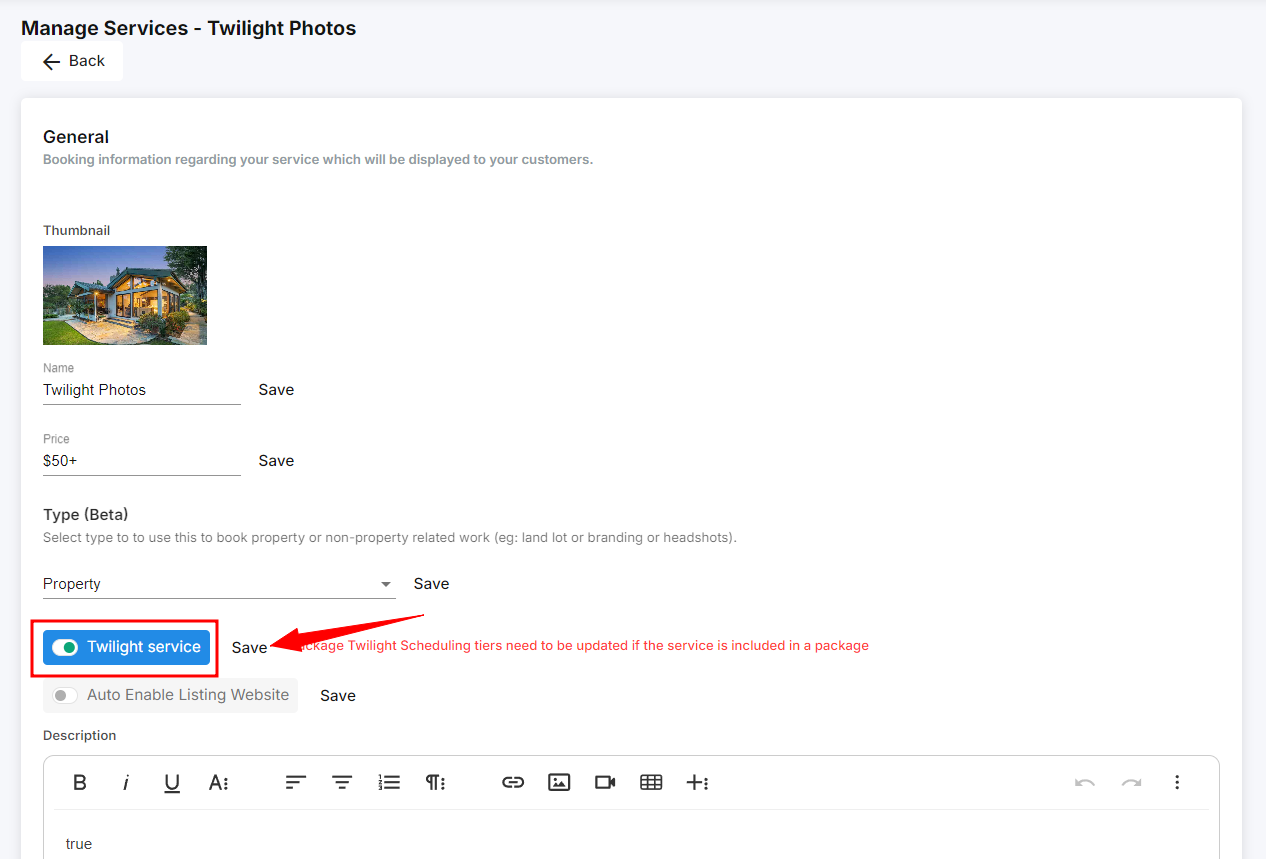 Manage Services - Twilight Photos
Back
General
Booking information regarding your service which will be displayed to your customers.
Thumbnail
Name
Twilight Photos Save
Price
$50+ Save
Type (Beta)
Select type to to use this to book property or non-property related work (eg: land lot or branding or headshots).
Property Save
Twilight service Save Twilight Scheduling tiers need to be updated if the service is included in a package
Auto Enable Listing Website Save
Description
B i U A
true